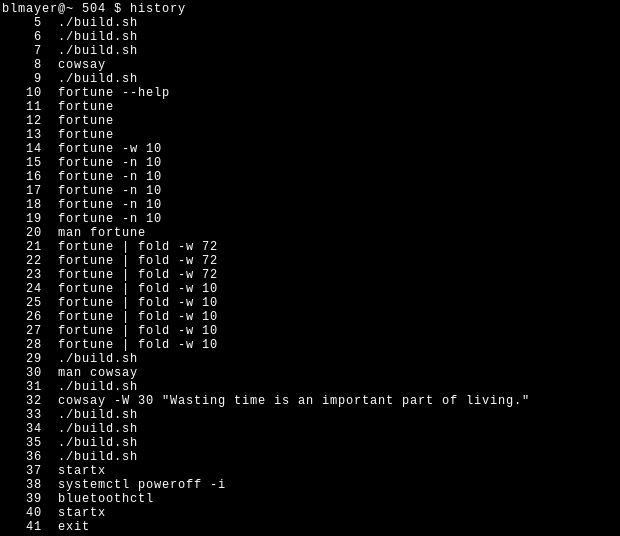 blmayer@~ 504 $ history
    5  ./build.sh
    6  ./build.sh
    7  ./build.sh
    8  cowsay
    9  ./build.sh
   10  fortune --help
   11  fortune
   12  fortune
   13  fortune
   14  fortune -w 10
   15  fortune -n 10
   16  fortune -n 10
   17  fortune -n 10
   18  fortune -n 10
   19  fortune -n 10
   20  man fortune
   21  fortune | fold -w 72
   22  fortune | fold -w 72
   23  fortune | fold -w 72
   24  fortune | fold -w 10
   25  fortune | fold -w 10
   26  fortune | fold -w 10
   27  fortune | fold -w 10
   28  fortune | fold -w 10
   29  ./build.sh
   30  man cowsay
   31  ./build.sh
   32  cowsay -W 30 "Wasting time is an important part of living."
   33  ./build.sh
   34  ./build.sh
   35  ./build.sh
   36  ./build.sh
   37  startx
   38  systemctl poweroff -i
   39  bluetoothctl
   40  startx
   41  exit